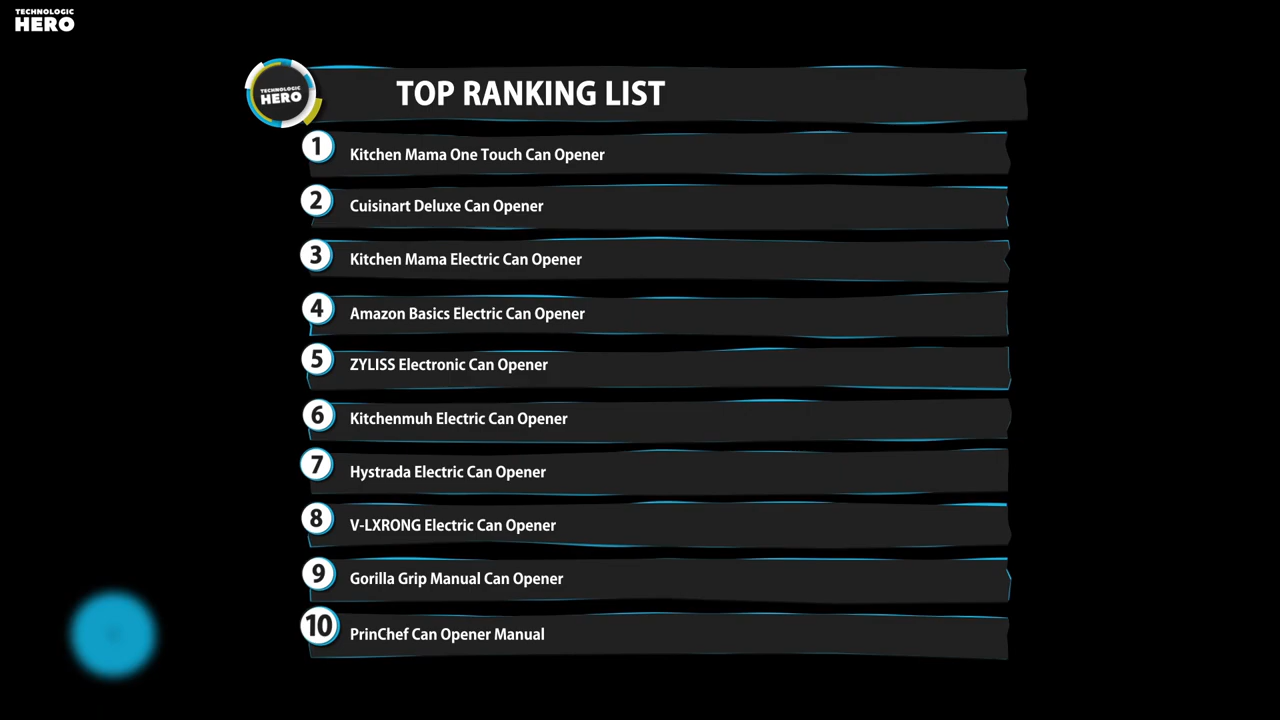 TECHNOLOGIC
HERO
TECHNOLOGIC
HERO
TOP RANKING LIST
1
Kitchen Mama One Touch Can Opener
2
Cuisinart Deluxe Can Opener
3
Kitchen Mama Electric Can Opener
4
Amazon Basics Electric Can Opener
5
ZYLISS Electronic Can Opener
6
Kitchenmuh Electric Can Opener
7
Hystrada Electric Can Opener
8
V-LXRONG Electric Can Opener
9
Gorilla Grip Manual Can Opener
10
PrinChef Can Opener Manual